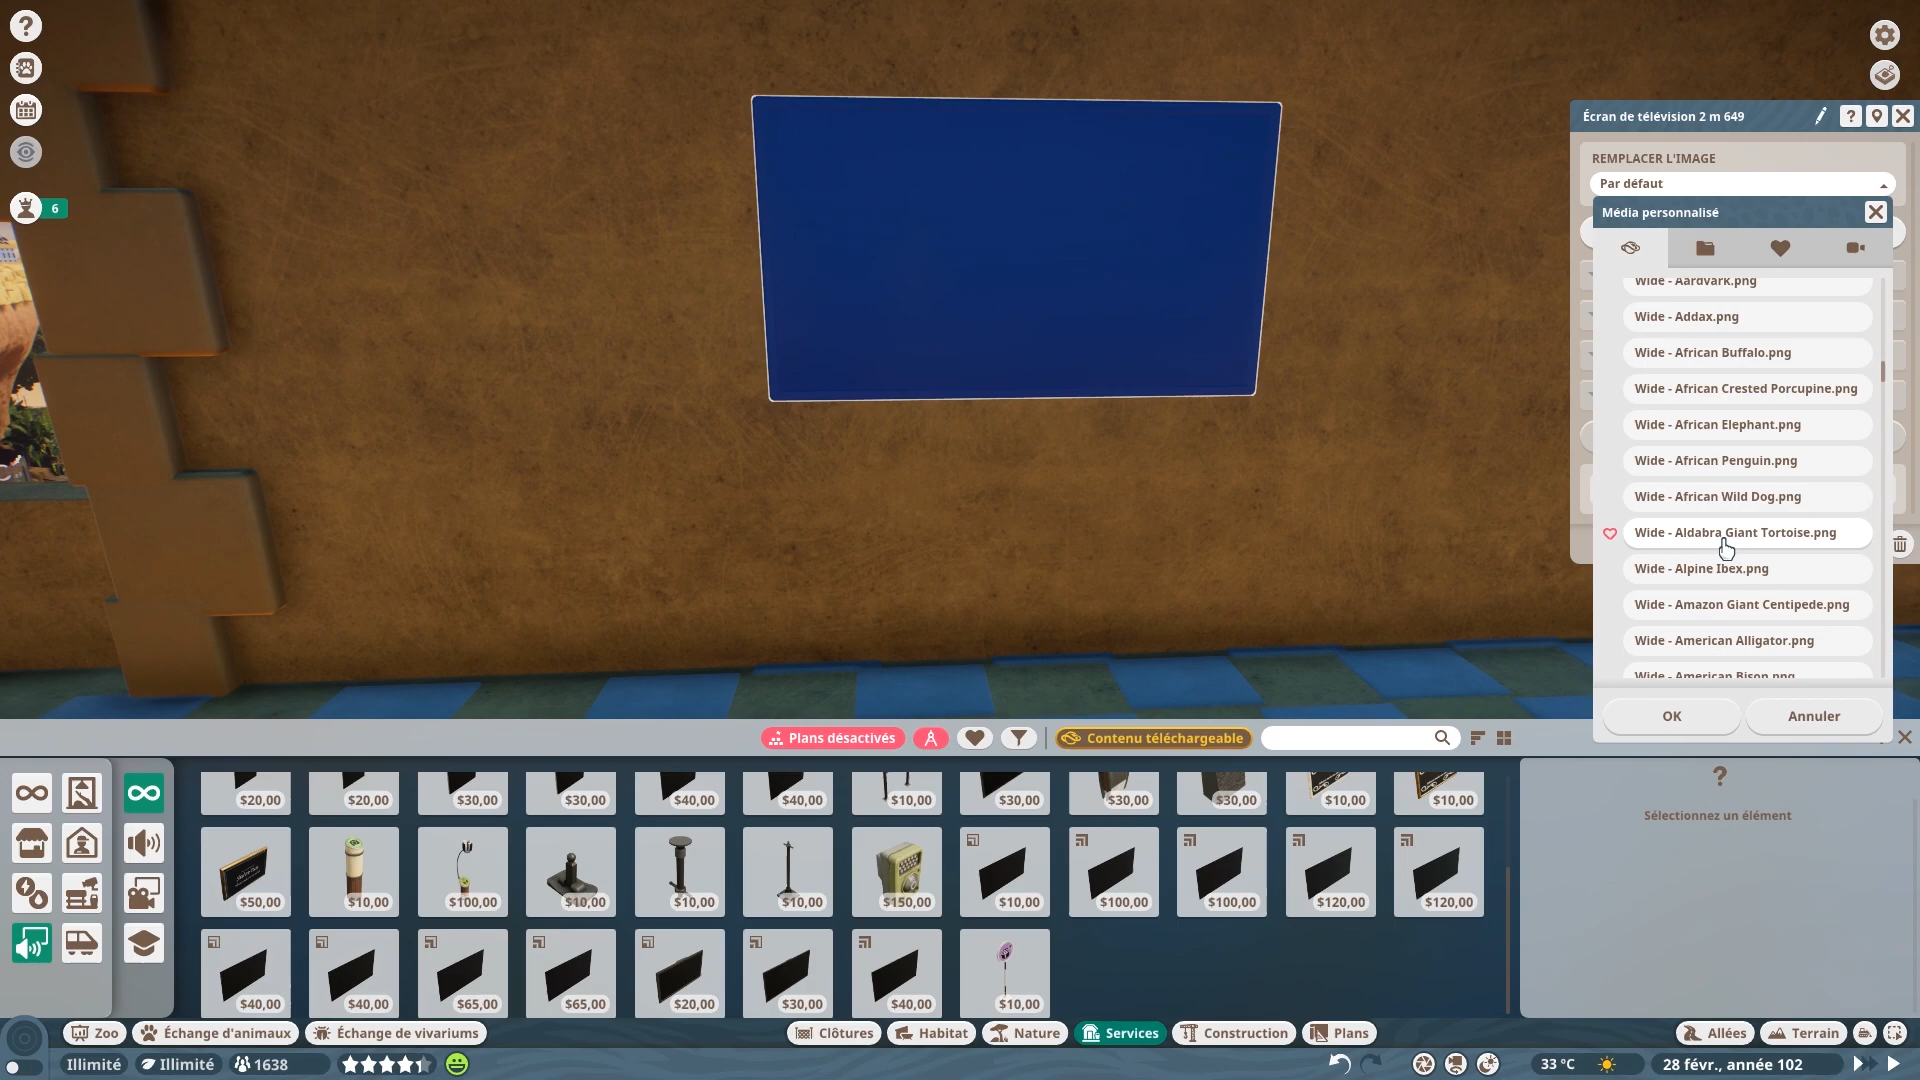 6
Écran de télévision 2 m 649
?
REMPLACER L'IMAGE
Par défaut
Média personnalisé
Wide - Aardvark.png
Wide - Addax.png
Wide - African Buffalo.png
Wide - African Crested Porcupine.png
Wide - African Elephant.png
Wide - African Penguin.png
Wide - African Wild Dog.png
Wide - Aldabra Giant Tortoise.png
Wide - Alpine Ibex.png
Wide - Amazon Giant Centipede.png
Wide - American Alligator.png
Wide - American Bison.png
OK Annuler
Plans désactivés
Contenu téléchargeable
$20,00 $20,00 $30,00 $30,00 $40,00 $40,00 $10,00 $30,00 $30,00 $30,00 $10,00 $10,00
$50,00 $10,00 $100,00 $10,00 $10,00 $10,00 $150,00 $10,00 $100,00 $100,00 $120,00 $120,00
$40,00 $40,00 $65,00 $65,00 $20,00 $30,00 $40,00 $10,00
?
Sélectionnez un élément
Zoo Échange d'animaux Échange de vivariums Clôtures Habitat Nature Services Construction Plans Allées Terrain
Illimité Illimité 1638 33 °C 28 févr., année 102